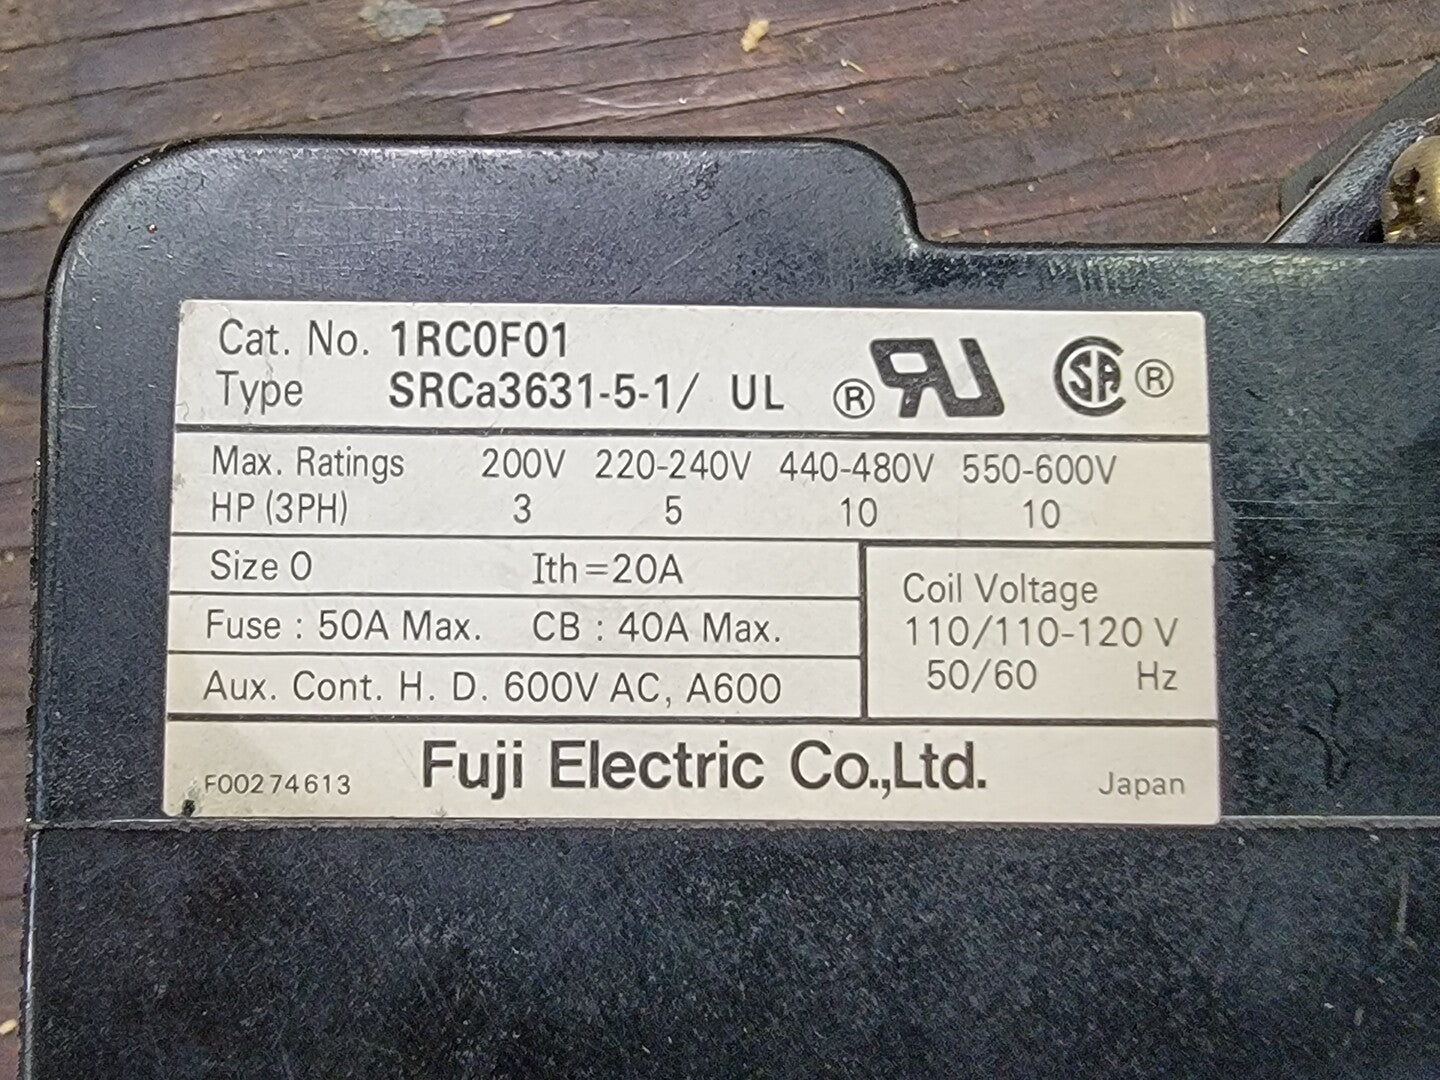 Cat. No. 1RC0F01
Type SRCa3631-5-1/ UL ® RU SA ®
Max. Ratings 200V 220-240V 440-480V 550-600V
HP (3PH) 3 5 10 10
Size 0 Ith=20A
Fuse : 50A Max. CB : 40A Max.
Aux. Cont. H. D. 600V AC, A600
Coil Voltage
110/110-120 V
50/60 Hz
F00274613 Fuji Electric Co.,Ltd. Japan